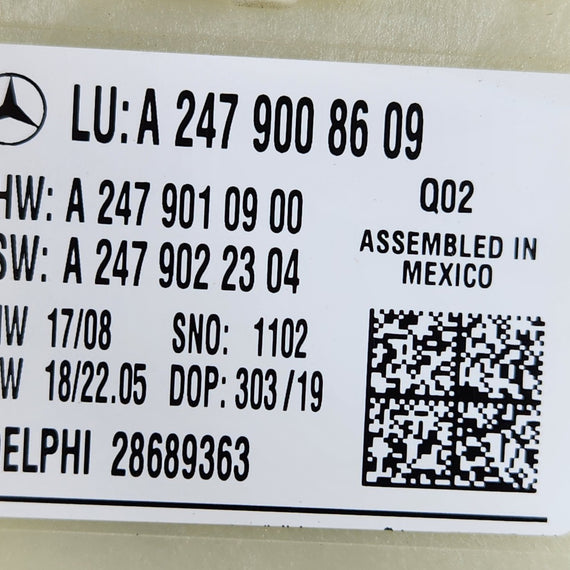 LU: A 247 900 86 09
HW: A 247 901 09 00
SW: A 247 902 23 04
Q02
ASSEMBLED IN
MEXICO
W 17/08 SNO: 1102
W 18/22.05 DOP: 303/19
DELPHI 28689363